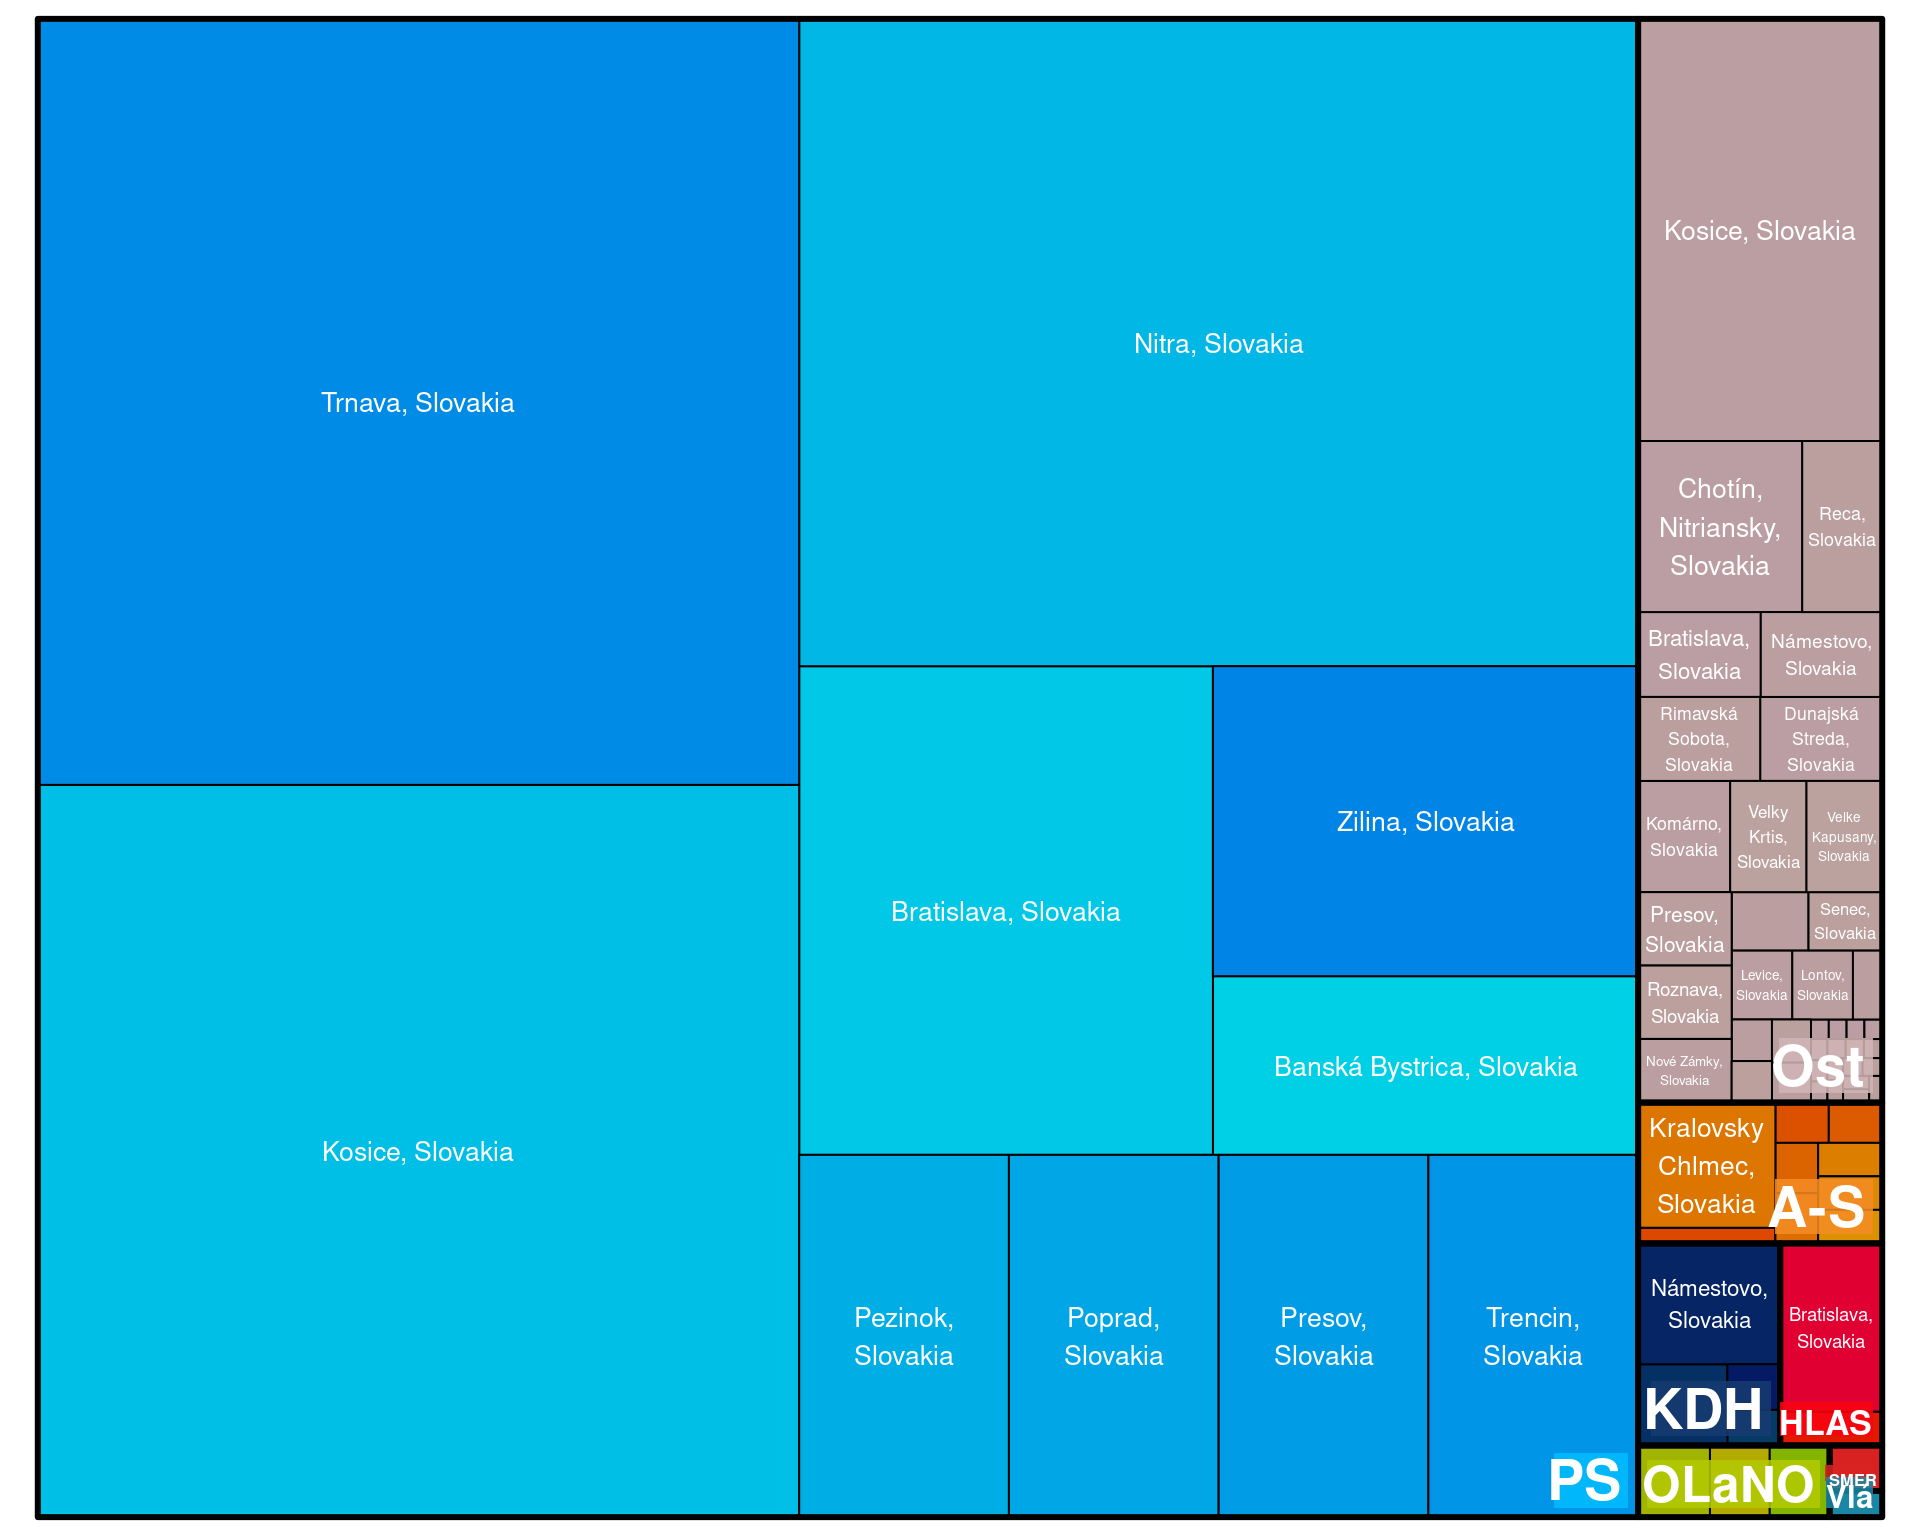 Trnava, Slovakia
Kosice, Slovakia
Nitra, Slovakia
Bratislava, Slovakia
Zilina, Slovakia
Banská Bystrica, Slovakia
Pezinok,
Slovakia
Poprad,
Slovakia
Presov,
Slovakia
Trencin,
Slovakia
PS
Kosice, Slovakia
Chotín,
Nitriansky,
Slovakia
Reca,
Slovakia
Bratislava,
Slovakia
Námestovo,
Slovakia
Rimavská
Sobota,
Slovakia
Dunajská
Streda,
Slovakia
Komárno,
Slovakia
Velky
Krtis,
Slovakia
Velke
Kapusany,
Slovakia
Presov,
Slovakia
Senec,
Slovakia
Roznava,
Slovakia
Levice,
Slovakia
Lontov,
Slovakia
Nové Zámky,
Slovakia
Ost
Kralovsky
Chlmec,
Slovakia
A-S
Námestovo,
Slovakia
KDH
Bratislava,
Slovakia
HLAS
OLaNO
SMER
Vlá